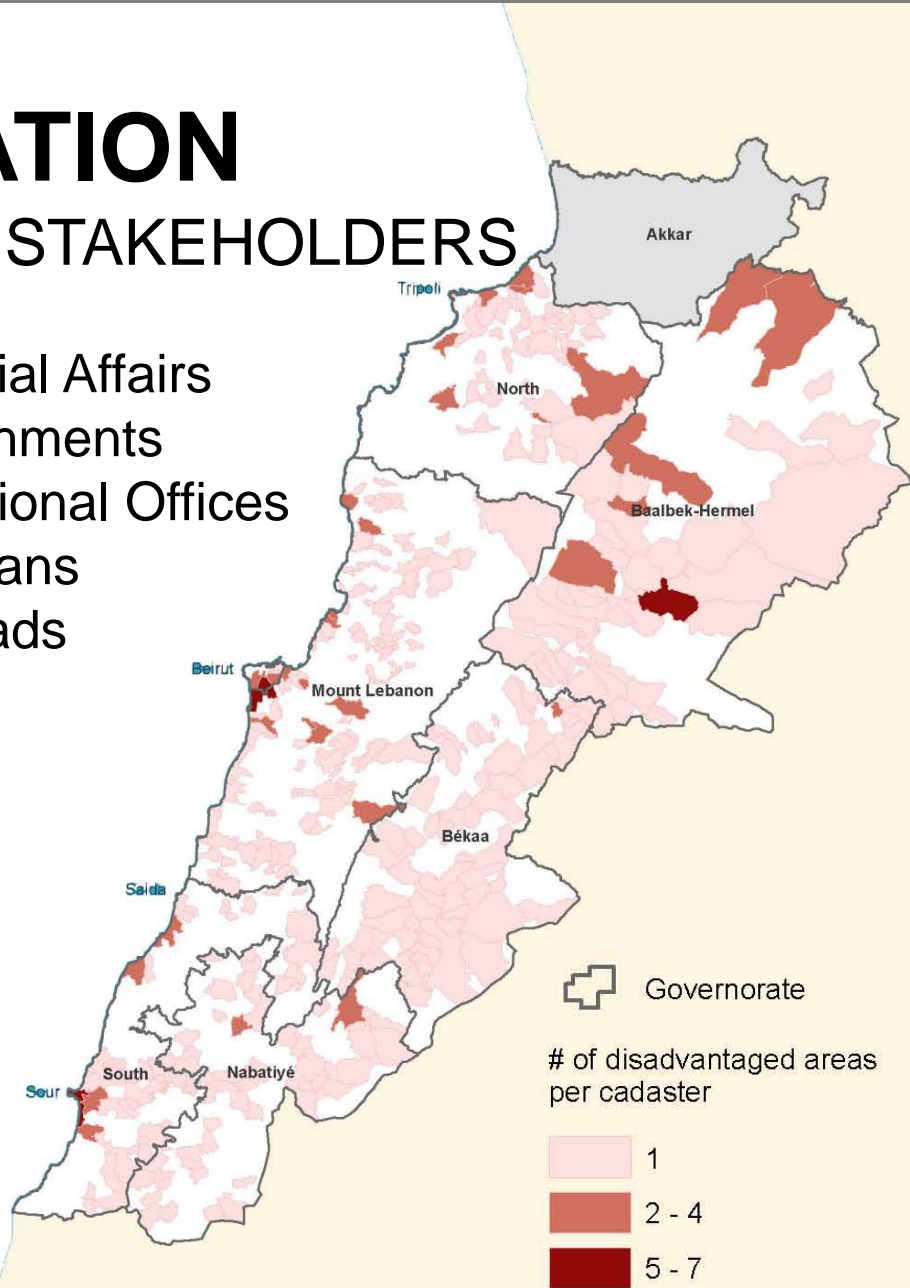 ATION
STAKEHOLDERS
ial Affairs
nments
ional Offices
ans
ads
Akkar
Tripoli
North
Baalbek-Hermel
Beirut
Mount Lebanon
Békaa
Saida
South
Nabatiyé
Sour
Governorate
# of disadvantaged areas
per cadaster
1
2 - 4
5 - 7